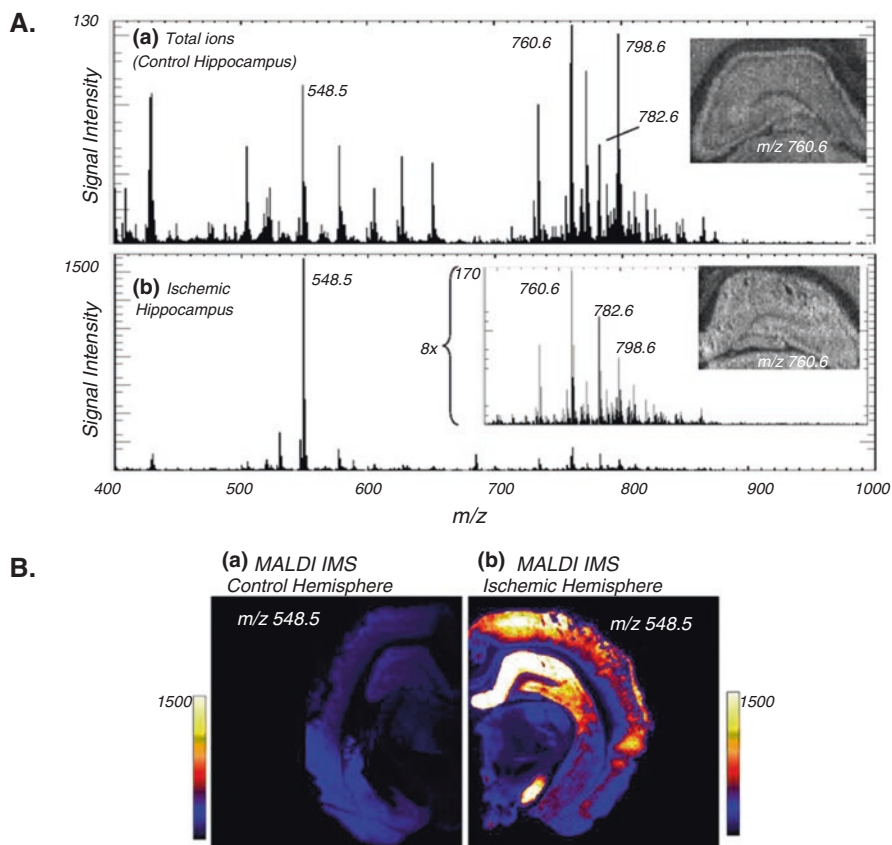 A.
130
(a) Total ions
(Control Hippocampus)
548.5
760.6
798.6
782.6
m/z 760.6
Signal Intensity
1500
(b) Ischemic
Hippocampus
548.5
8x
170
760.6
782.6
798.6
m/z 760.6
Signal Intensity
400 500 600 700 800 900 1000
m/z
B.
(a) MALDI IMS
Control Hemisphere
m/z 548.5
1500
(b) MALDI IMS
Ischemic Hemisphere
m/z 548.5
1500